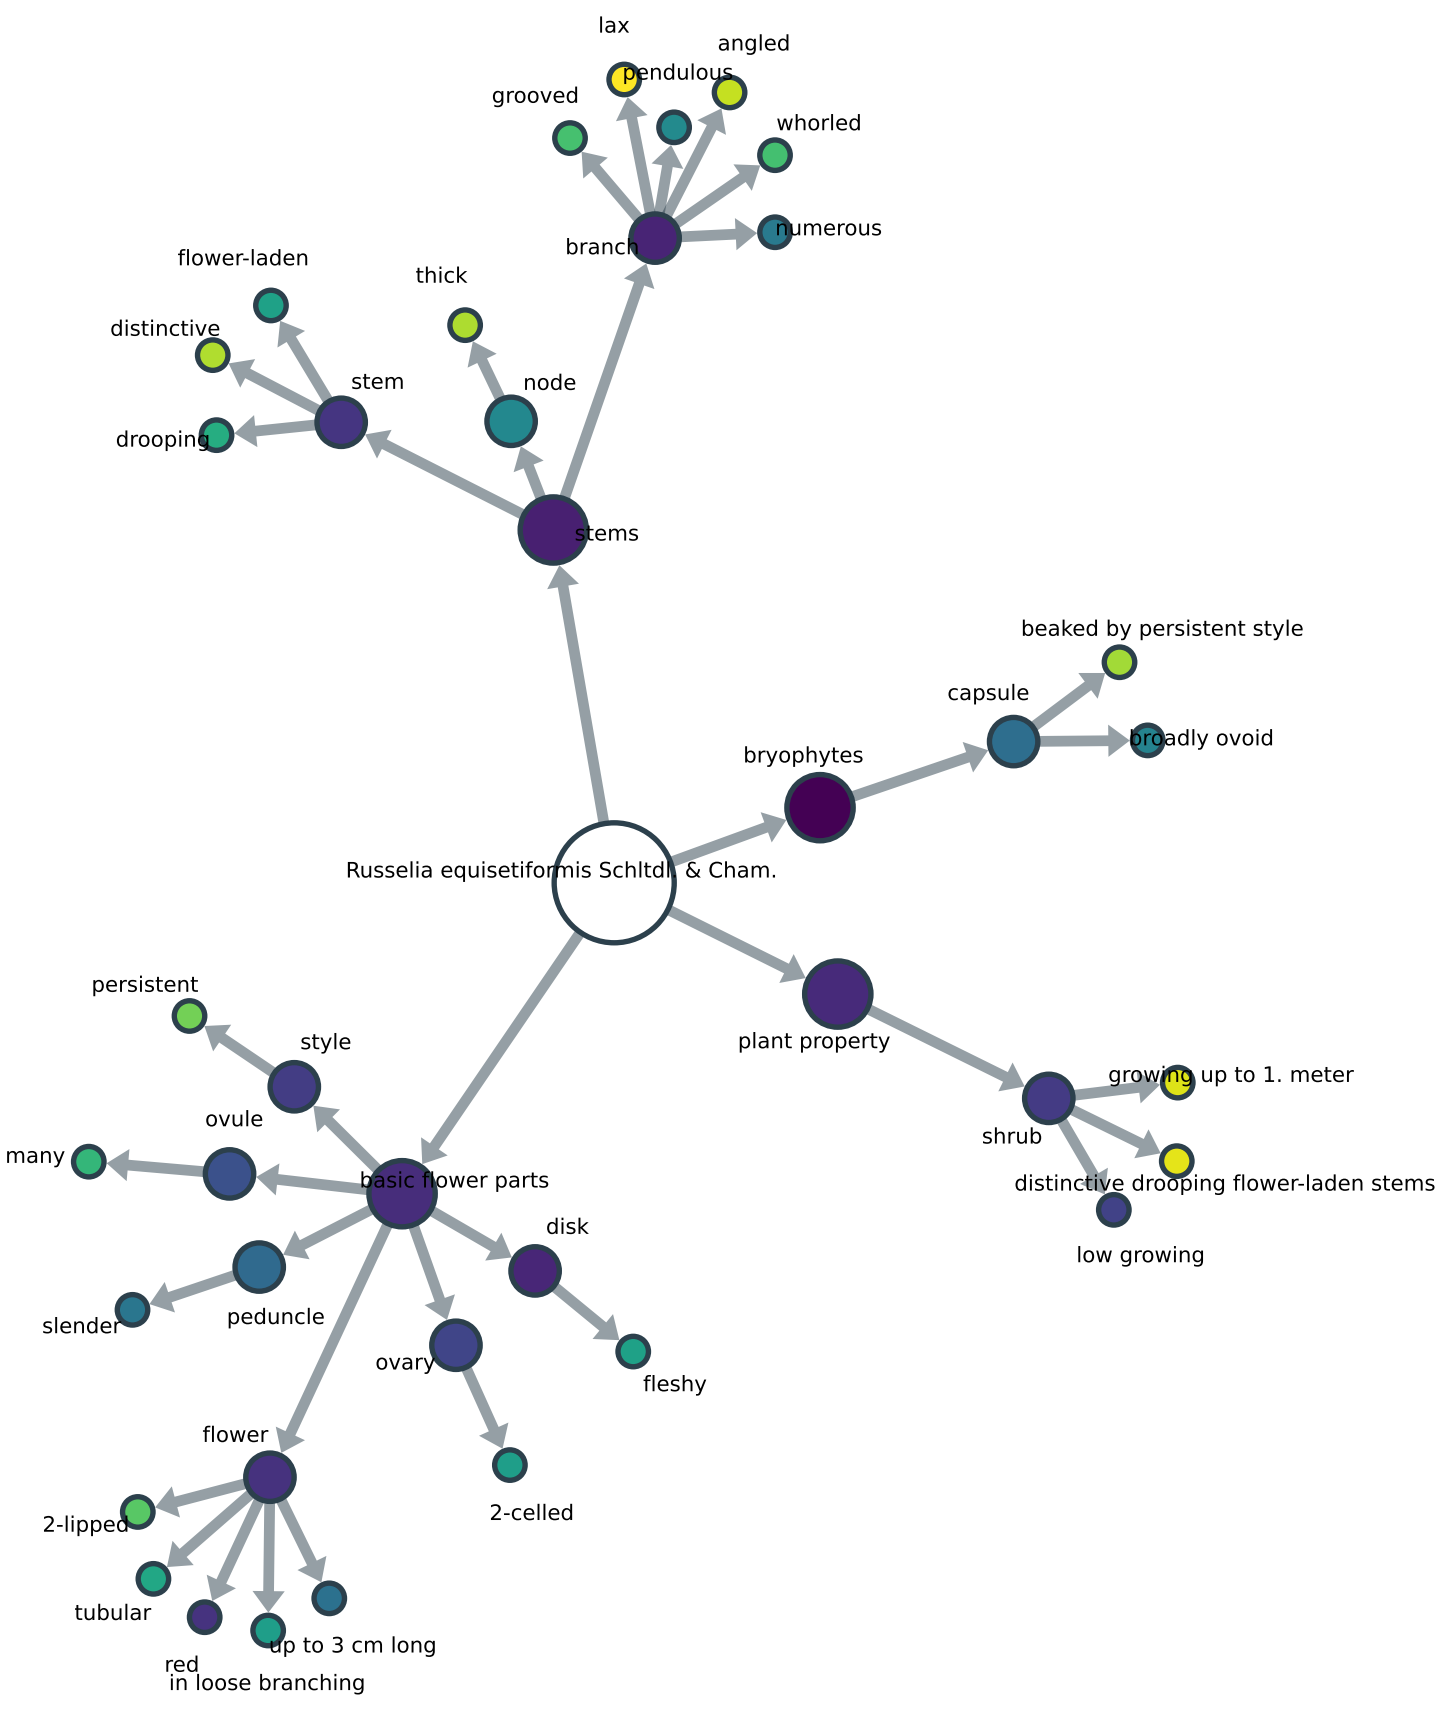 lax
angled
pendulous
grooved
whorled
numerous
branch
flower-laden
thick
distinctive
stem
node
drooping
stems
beaked by persistent style
capsule
broadly ovoid
bryophytes
Russelia equisetiformis Schltdl. & Cham.
persistent
style
plant property
growing up to 1. meter
ovule
shrub
many
basic flower parts
distinctive drooping flower-laden stems
disk
low growing
peduncle
slender
ovary
fleshy
flower
2-celled
2-lipped
tubular
up to 3 cm long
red
in loose branching